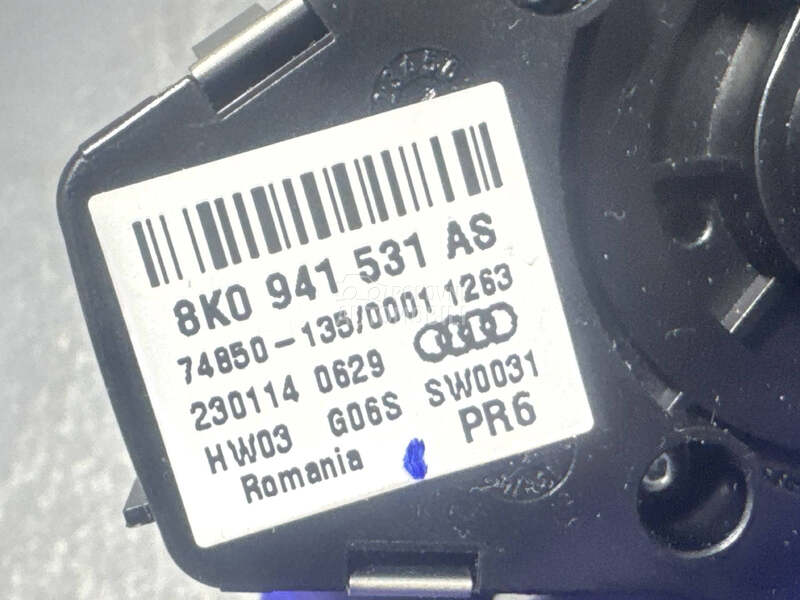 8K0 941 531 AS
74850-135/0001 1263
230114 0629
HW03 G06S SW0031
Romania PR6